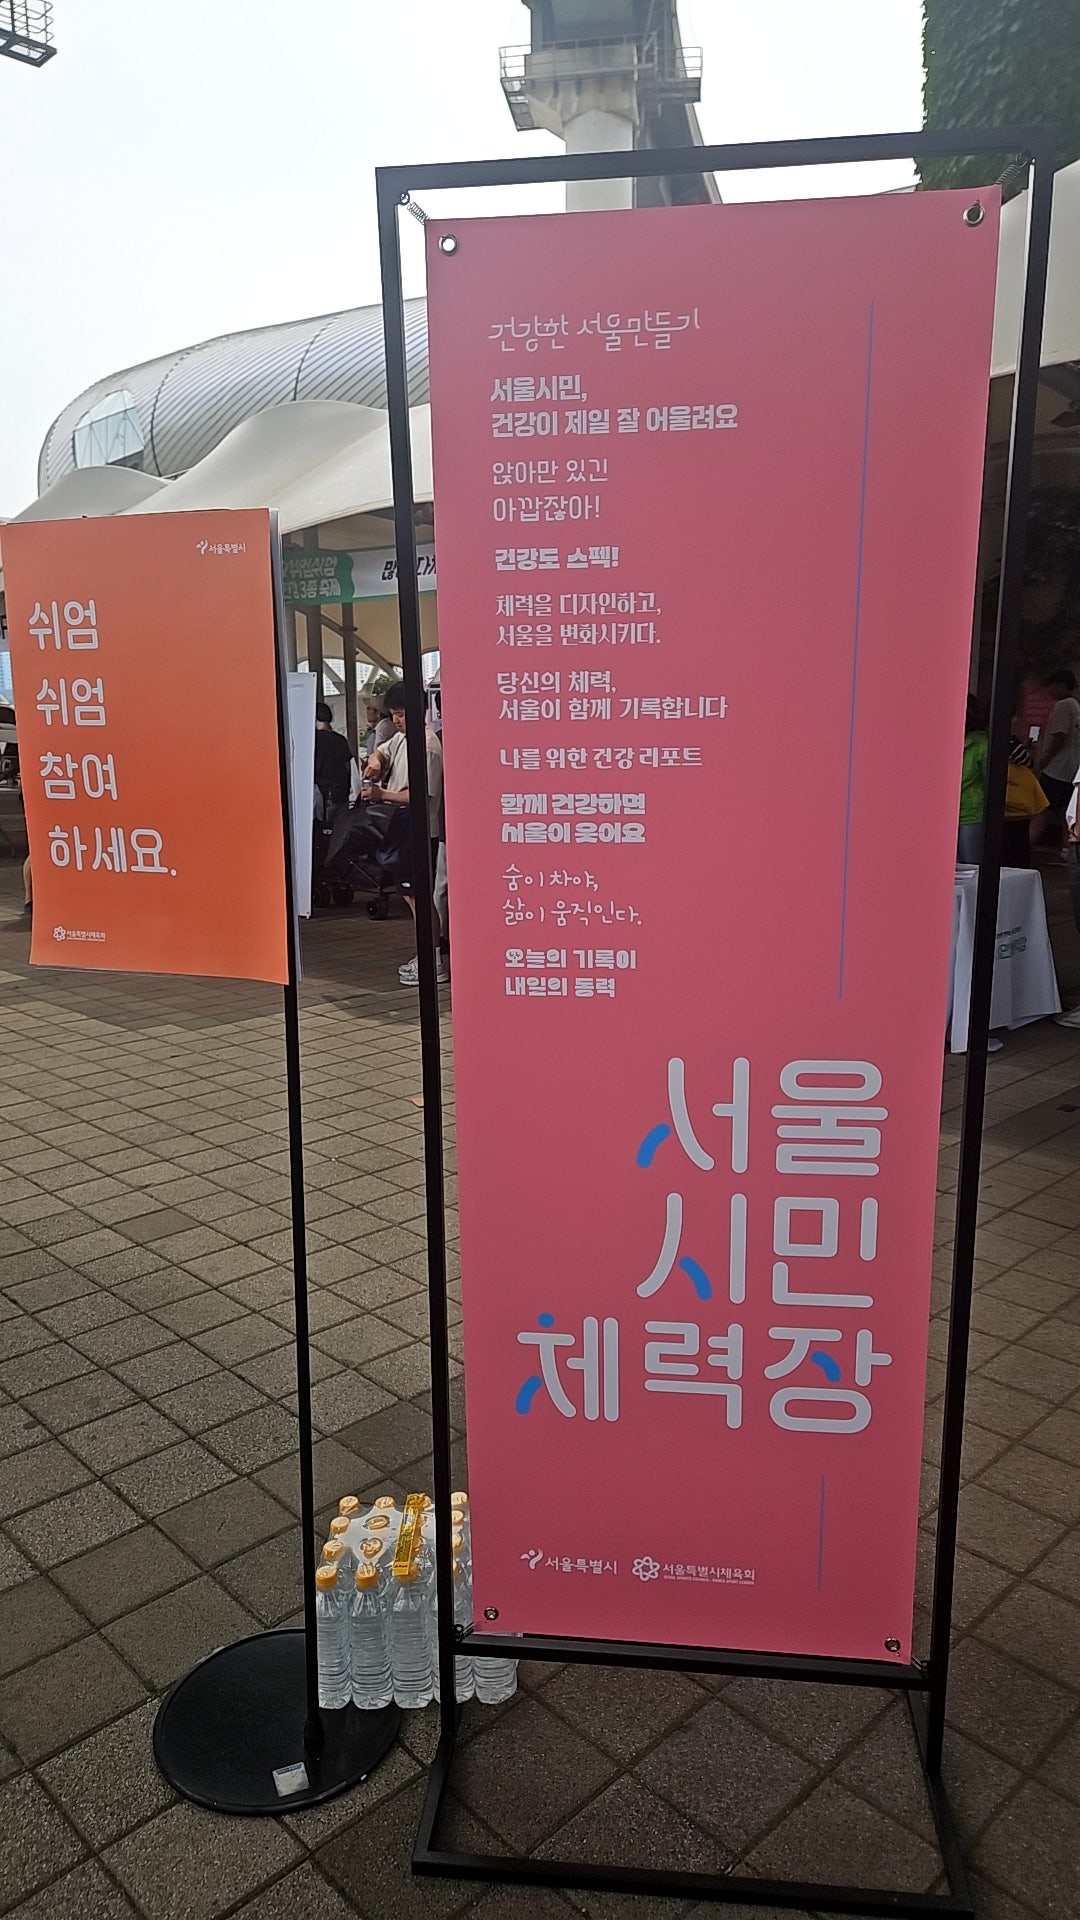 서울특별시
쉬엄
쉬엄
참여
하세요.
서울특별시체육회
건강한 서울만들기
서울시민,
건강이 제일 잘 어울려요
앉아만 있긴
아깝잖아!
건강도 스펙!
체력을 디자인하고,
서울을 변화시키다.
당신의 체력,
서울이 함께 기록합니다
나를 위한 건강 리포트
함께 건강하면
서울이 웃이요
숨이 차야,
삶이 움직인다.
오늘의 기록이
내일의 동력
서울
시민
체력장
서울특별시
서울특별시체육회
3종 축제